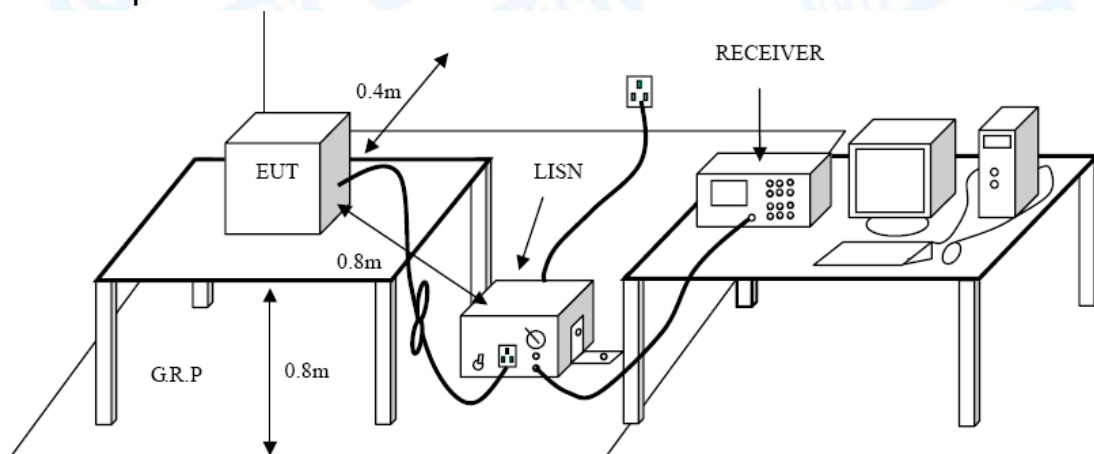 RECEIVER
0.4m
EUT
LISN
0.8m
G.R.P
0.8m